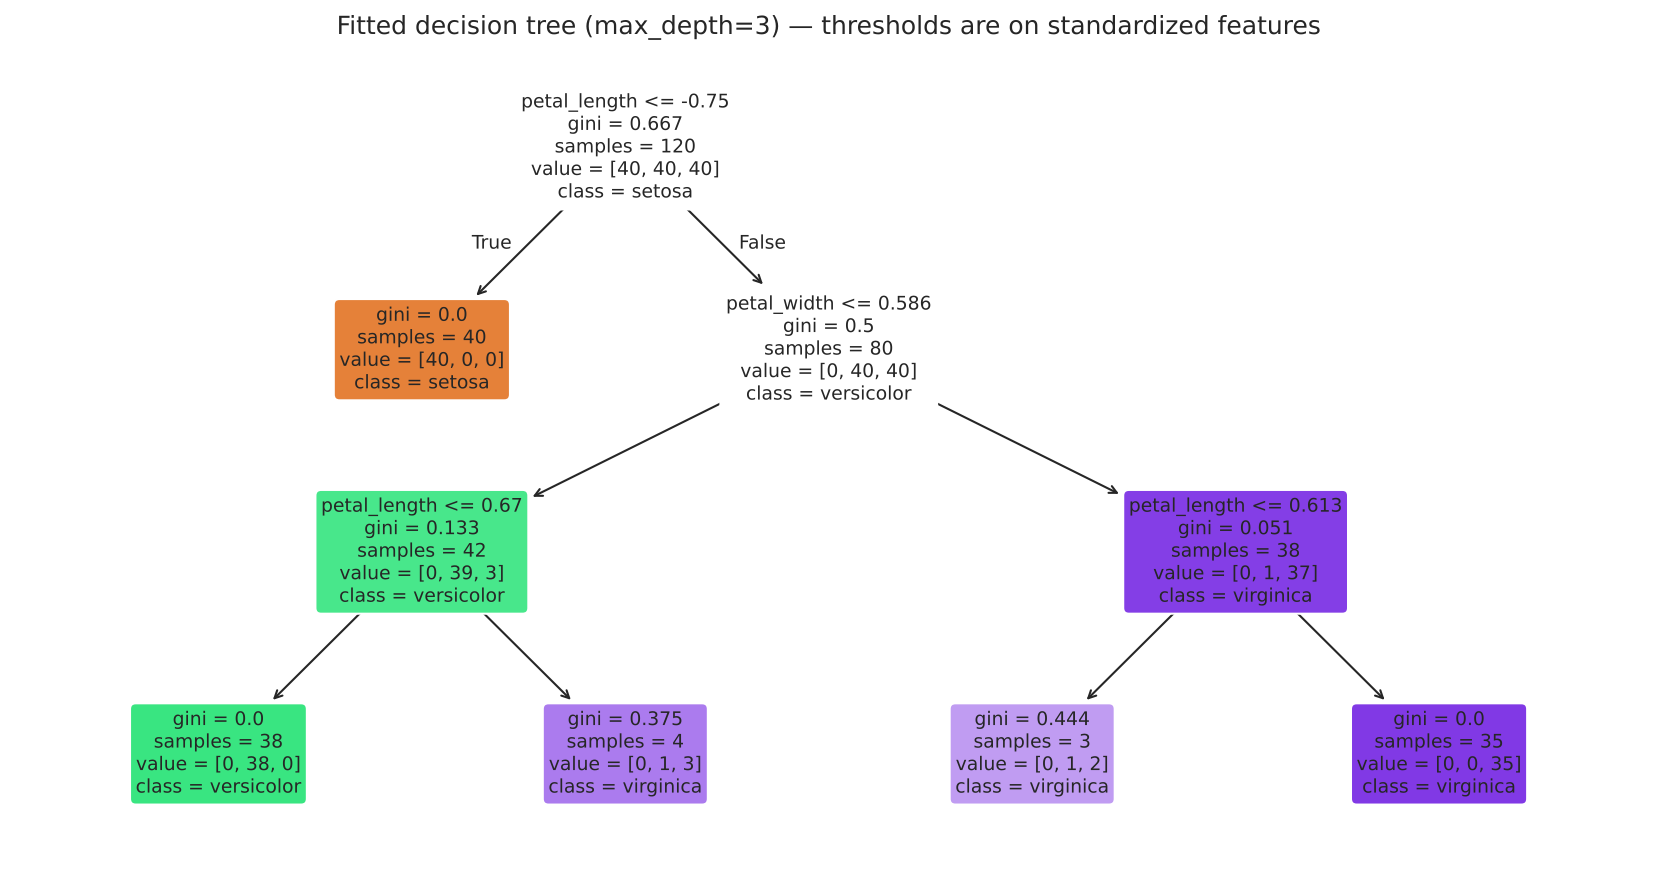 Fitted decision tree (max_depth=3) — thresholds are on standardized features
petal_length <= -0.75
gini = 0.667
samples = 120
value = [40, 40, 40]
class = setosa
True
False
gini = 0.0
samples = 40
value = [40, 0, 0]
class = setosa
petal_width <= 0.586
gini = 0.5
samples = 80
value = [0, 40, 40]
class = versicolor
petal_length <= 0.67
gini = 0.133
samples = 42
value = [0, 39, 3]
class = versicolor
petal_length <= 0.613
gini = 0.051
samples = 38
value = [0, 1, 37]
class = virginica
gini = 0.0
samples = 38
value = [0, 38, 0]
class = versicolor
gini = 0.375
samples = 4
value = [0, 1, 3]
class = virginica
gini = 0.444
samples = 3
value = [0, 1, 2]
class = virginica
gini = 0.0
samples = 35
value = [0, 0, 35]
class = virginica